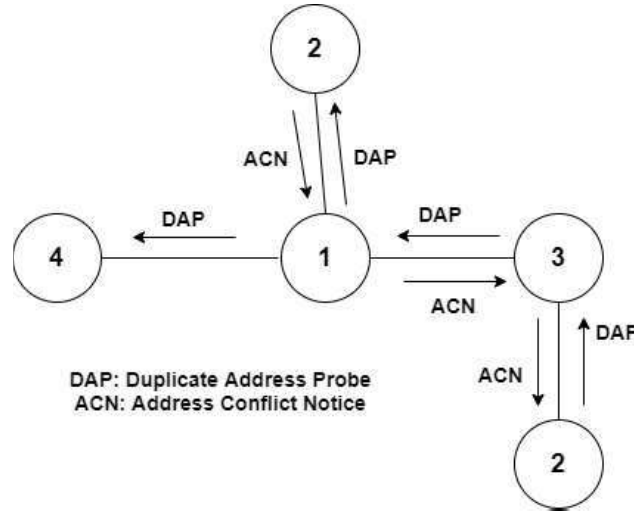 2
ACN
DAP
DAP
DAP
4
1
3
ACN
DAP
ACN
DAP: Duplicate Address Probe
ACN: Address Conflict Notice
2